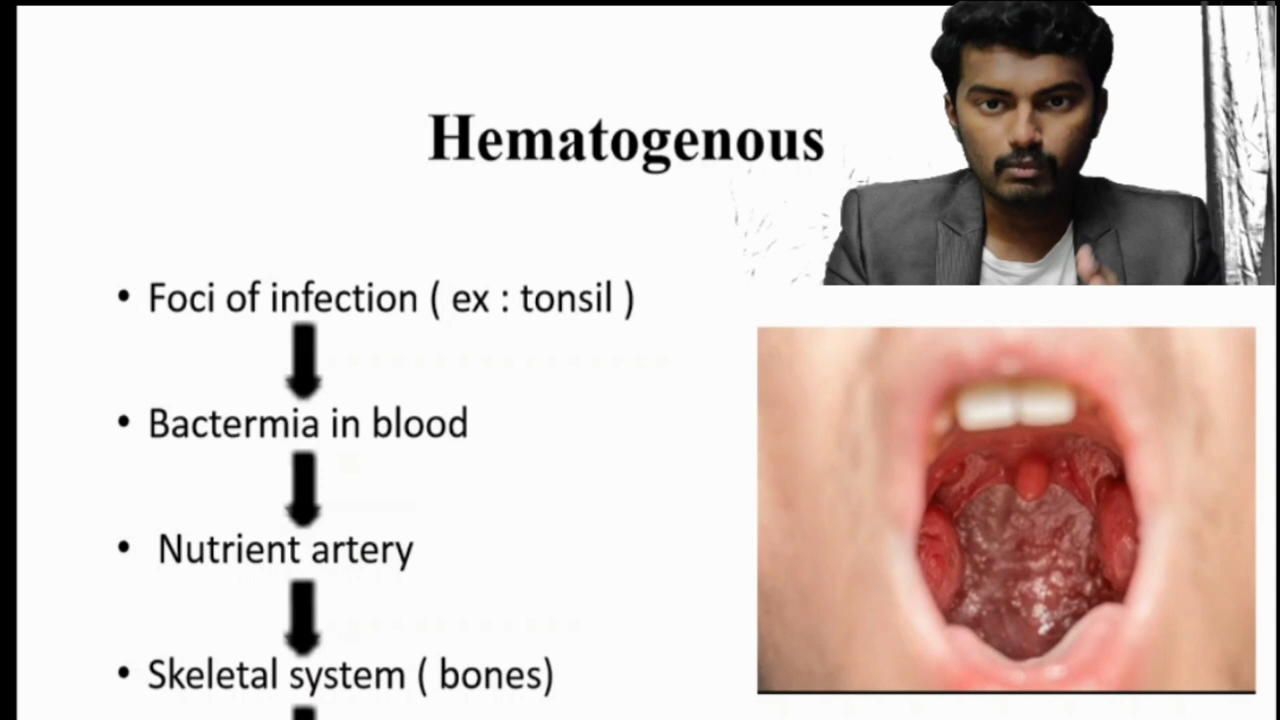 Hematogenous
• Foci of infection ( ex : tonsil )
• Bactermia in blood
• Nutrient artery
• Skeletal system ( bones)